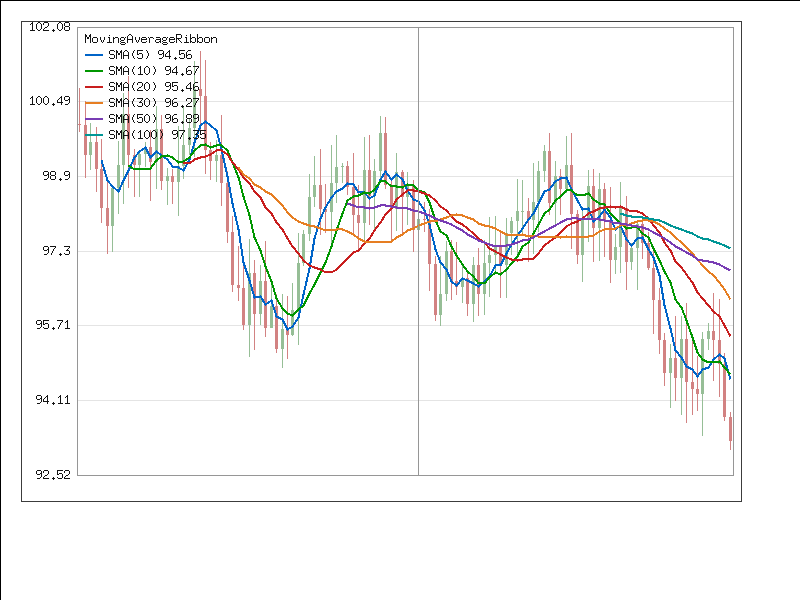 102.08
MovingAverageRibbon
SMA(5) 94.56
SMA(10) 94.67
SMA(20) 95.46
100.49
SMA(30) 96.27
SMA(50) 96.89
SMA(100) 97.35
98.9
97.3
95.71
94.11
92.52